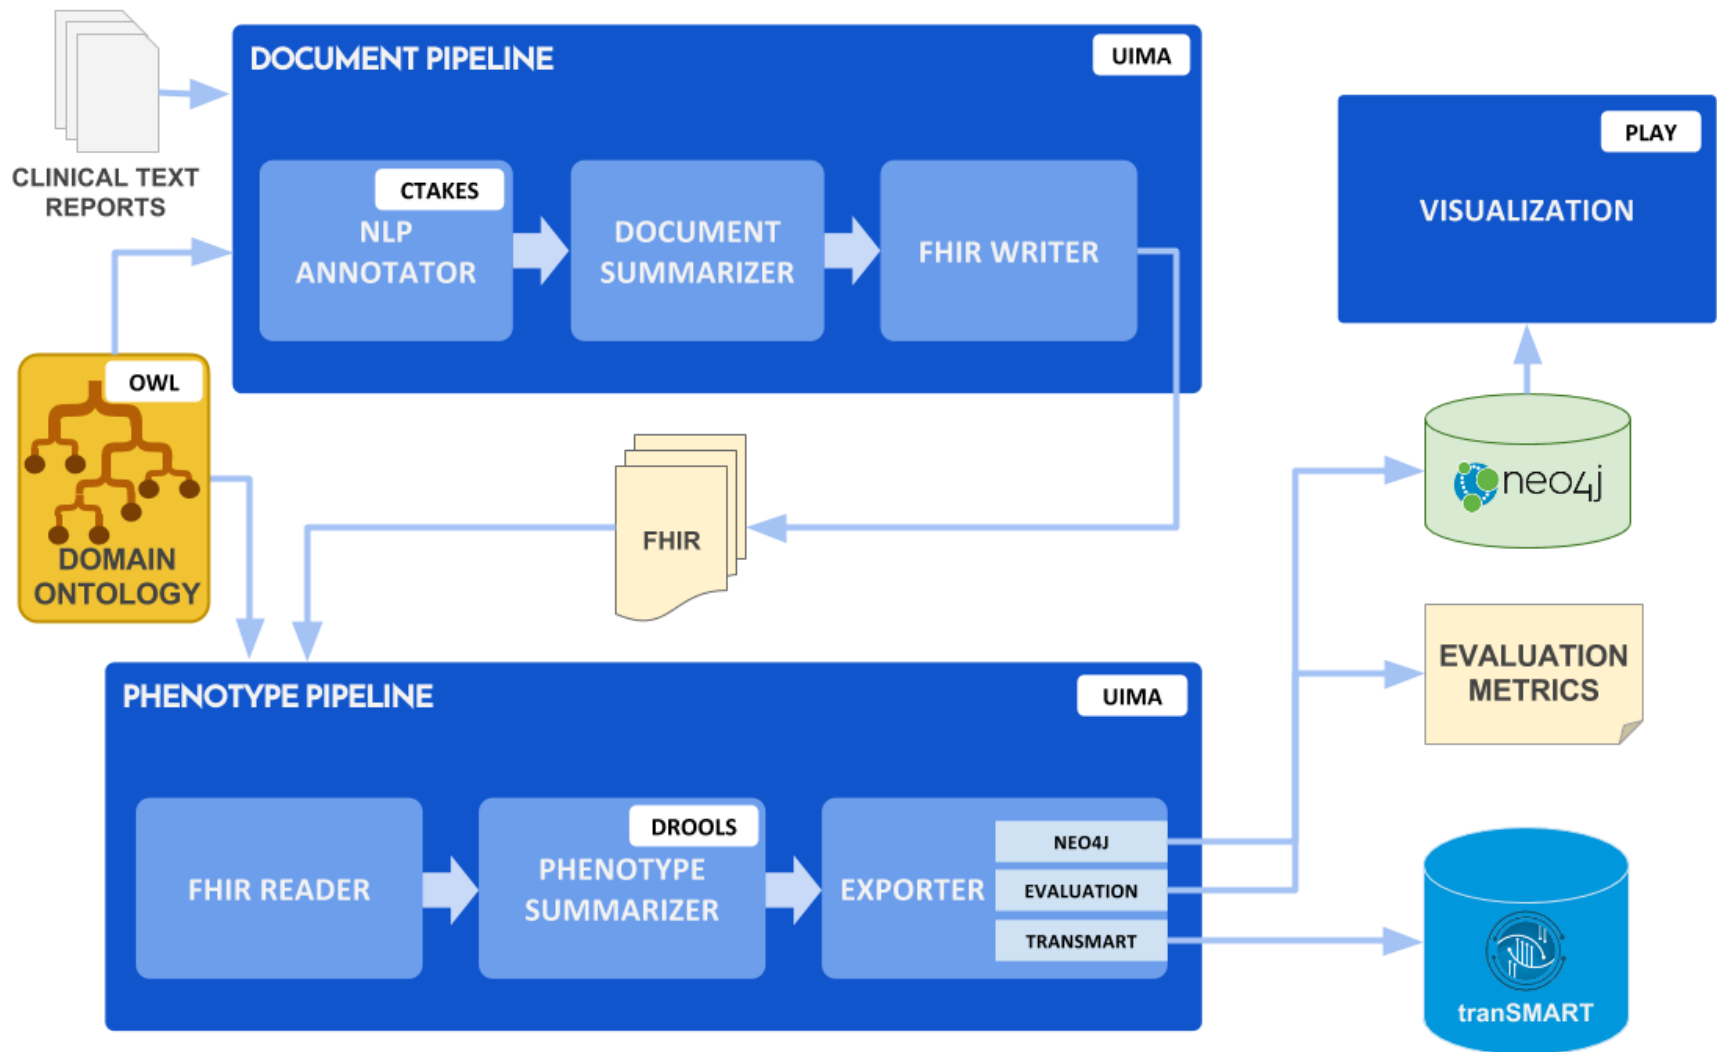 DOCUMENT PIPELINE
UIMA
CLINICAL TEXT
REPORTS
CTAKES
NLP
ANNOTATOR
DOCUMENT
SUMMARIZER
FHIR WRITER
PLAY
VISUALIZATION
OWL
DOMAIN
ONTOLOGY
FHIR
neo4j
EVALUATION
METRICS
PHENOTYPE PIPELINE
UIMA
FHIR READER
DROOLS
PHENOTYPE
SUMMARIZER
EXPORTER
NEO4J
EVALUATION
TRANSMART
tranSMART